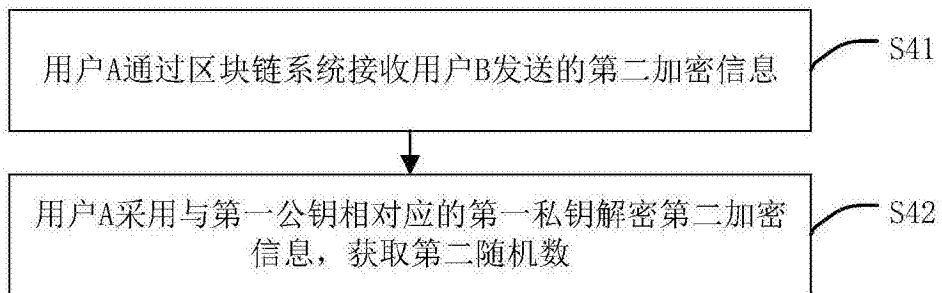 用户A通过区块链系统接收用户B发送的第二加密信息
S41
用户A采用与第一公钥相对应的第一私钥解密第二加密
信息，获取第二随机数
S42